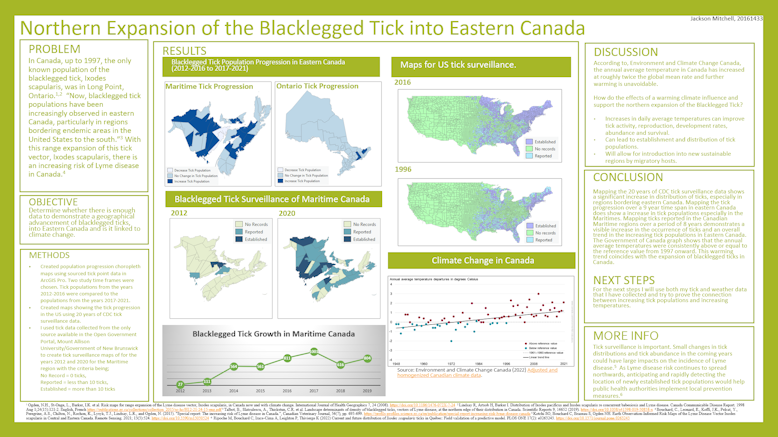 Jackson Mitchell, 20161433
Northern Expansion of the Blacklegged Tick into Eastern Canada
PROBLEM
In Canada, up to 1997, the only
known population of the
blacklegged tick, Ixodes
scapularis, was in Long Point,
Ontario.1,2 "Now, blacklegged tick
populations have been
increasingly observed in eastern
Canada, particularly in regions
bordering endemic areas in the
United States to the south."3 With
this range expansion of this tick
vector, Ixodes scapularis, there is
an increasing risk of Lyme disease
in Canada.4
OBJECTIVE
Determine whether there is enough
data to demonstrate a geographical
advancement of blacklegged ticks,
into Eastern Canada and is it linked to
climate change.
METHODS
• Created population progression choropleth
maps using sourced tick point data in
ArcGIS Pro. Two study time frames were
chosen. Tick populations from the years
2012-2016 were compared to the
populations from the years 2017-2021.
• Created maps showing the tick progression
in the US using 20 years of CDC tick
surveillance data.
• I used tick data collected from the only
source available in the Open Government
Portal, Mount Allison
University/Government of New Brunswick
to create tick surveillance maps of for the
years 2012 and 2020 for the Maritime
region with the criteria being:
No Record = 0 ticks,
Reported = less than 10 ticks,
Established = more than 10 ticks
RESULTS
Blacklegged Tick Population Progression in Eastern Canada
(2012-2016 to 2017-2021)
Maritime Tick Progression
Ontario Tick Progression
Decrease Tick Population
No Change in Tick Population
Increase Tick Population
Decrease Tick Population
No Change in Tick Population
Increase Tick Population
Blacklegged Tick Surveillance of Maritime Canada
2012
2020
No Records
Reported
Established
No Records
Reported
Established
Blacklegged Tick Growth in Maritime Canada
2012 2013 2014 2015 2016 2017 2018 2019
Maps for US tick surveillance.
2016
Established
No records
Reported
1996
Established
No records
Reported
Climate Change in Canada
Annual average temperature departures in degrees Celsius
Source: Environment and Climate Change Canada (2022) Adjusted and
homogenized Canadian climate data.
DISCUSSION
According to, Environment and Climate Change Canada,
the annual average temperature in Canada has increased
at roughly twice the global mean rate and further
warming is unavoidable.
How do the effects of a warming climate influence and
support the northern expansion of the Blacklegged Tick?
• Increases in daily average temperatures can improve
tick activity, reproduction, development rates,
abundance and survival.
• Can lead to establishment and distribution of tick
populations.
• Will allow for introduction into new sustainable
regions by migratory hosts.
CONCLUSION
Mapping the 20 years of CDC tick surveillance data shows
a significant increase in distribution of ticks, especially in
regions bordering eastern Canada. Mapping the tick
progression over a 9 year time span in eastern Canada
does show a increase in tick populations especially in the
Maritimes. Mapping ticks reported in the Canadian
Maritime regions over a period of 8 years demonstrates a
visible increase in the occurrence of ticks and an overall
trend in the increasing tick populations in Eastern Canada.
The Government of Canada graph shows that the annual
average temperatures were consistently above or equal to
the reference value from 1997 onward. This warming
trend coincides with the expansion of blacklegged ticks in
Canada.
NEXT STEPS
For the next steps I will use both my tick and weather data
that I have collected and try to prove the connection
between increasing tick populations and increasing
temperatures.
MORE INFO
Tick surveillance is important. Small changes in tick
distributions and tick abundance in the coming years
could have large impacts on the incidence of Lyme
disease.5 As Lyme disease risk continues to spread
northwards, anticipating and rapidly detecting the
location of newly established tick populations would help
public health authorities implement local prevention
measures.6